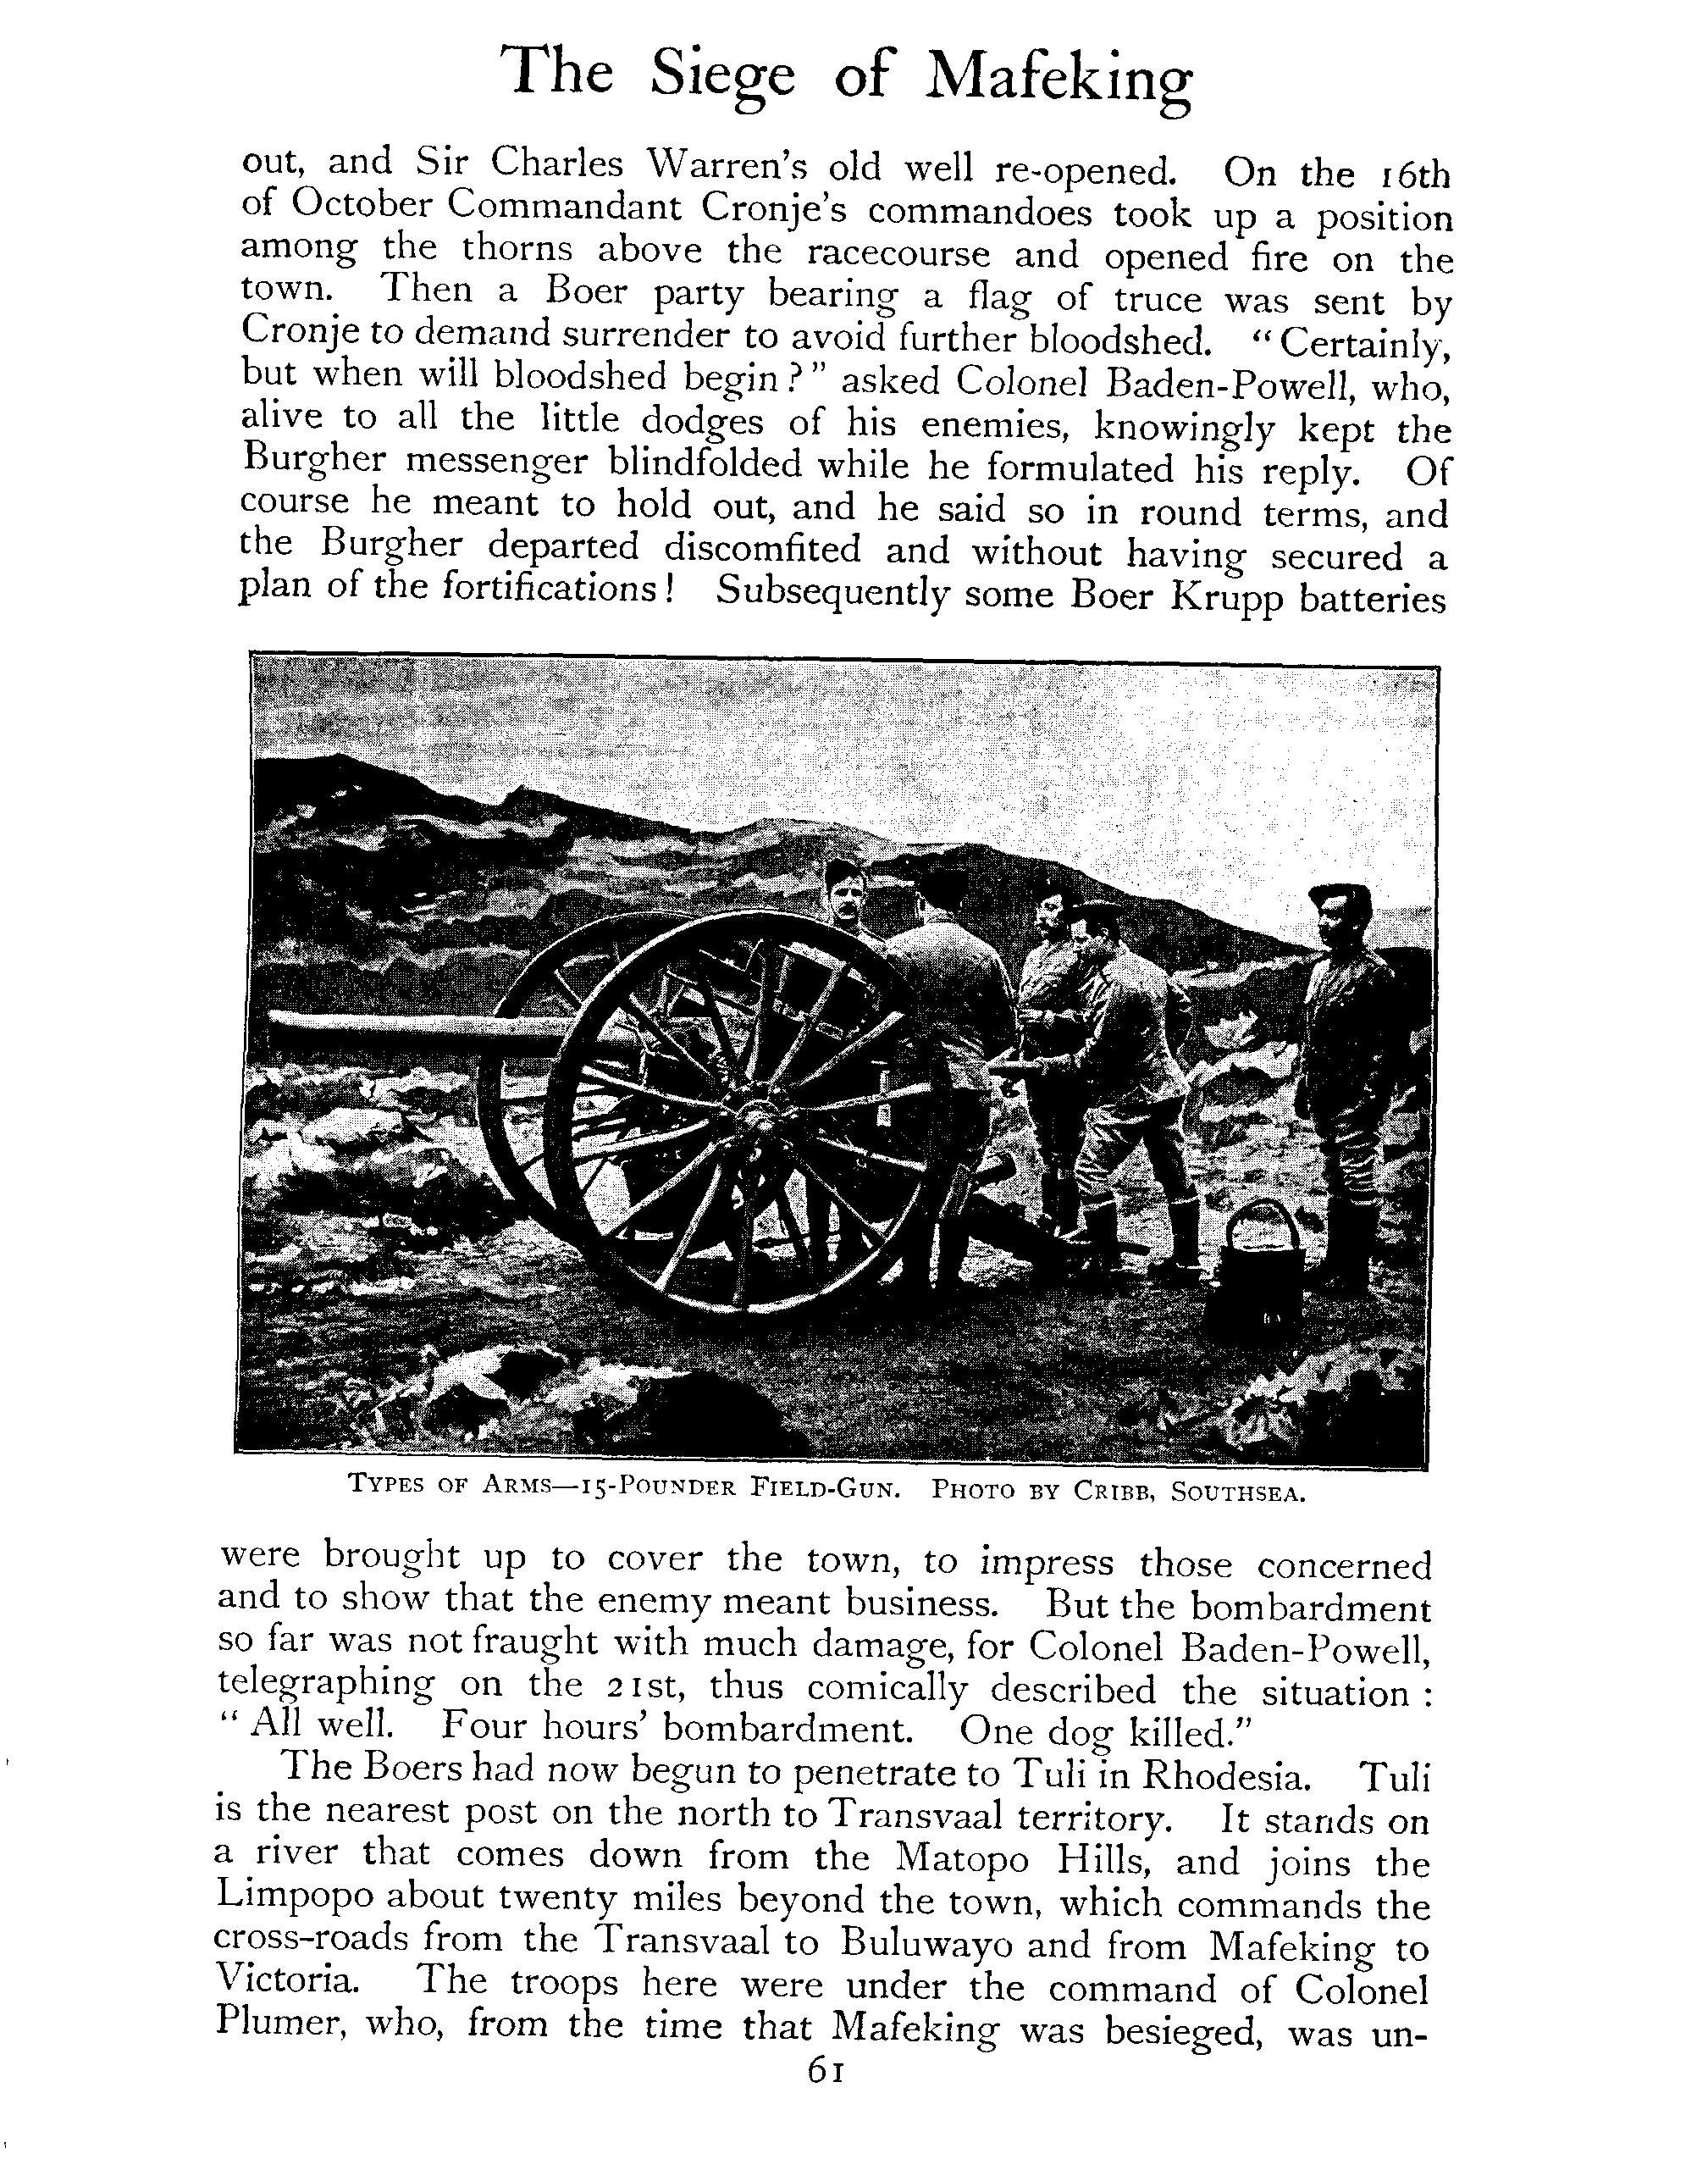 The Siege of Mafeking
out, and Sir Charles Warren's old well re-opened. On the 16th
of October Commandant Cronje's commandoes took up a position
among the thorns above the racecourse and opened fire on the
town. Then a Boer party bearing a flag of truce was sent by
Cronje to demand surrender to avoid further bloodshed. "Certainly,
but when will bloodshed begin?" asked Colonel Baden-Powell, who,
alive to all the little dodges of his enemies, knowingly kept the
Burgher messenger blindfolded while he formulated his reply. Of
course he meant to hold out, and he said so in round terms, and
the Burgher departed discomfited and without having secured a
plan of the fortifications! Subsequently some Boer Krupp batteries
Types of Arms—15-Pounder Field-Gun. Photo by Cribb, Southsea.
were brought up to cover the town, to impress those concerned
and to show that the enemy meant business. But the bombardment
so far was not fraught with much damage, for Colonel Baden-Powell,
telegraphing on the 21st, thus comically described the situation:
"All well. Four hours' bombardment. One dog killed."
The Boers had now begun to penetrate to Tuli in Rhodesia. Tuli
is the nearest post on the north to Transvaal territory. It stands on
a river that comes down from the Matopo Hills, and joins the
Limpopo about twenty miles beyond the town, which commands the
cross-roads from the Transvaal to Buluwayo and from Mafeking to
Victoria. The troops here were under the command of Colonel
Plumer, who, from the time that Mafeking was besieged, was un-
61